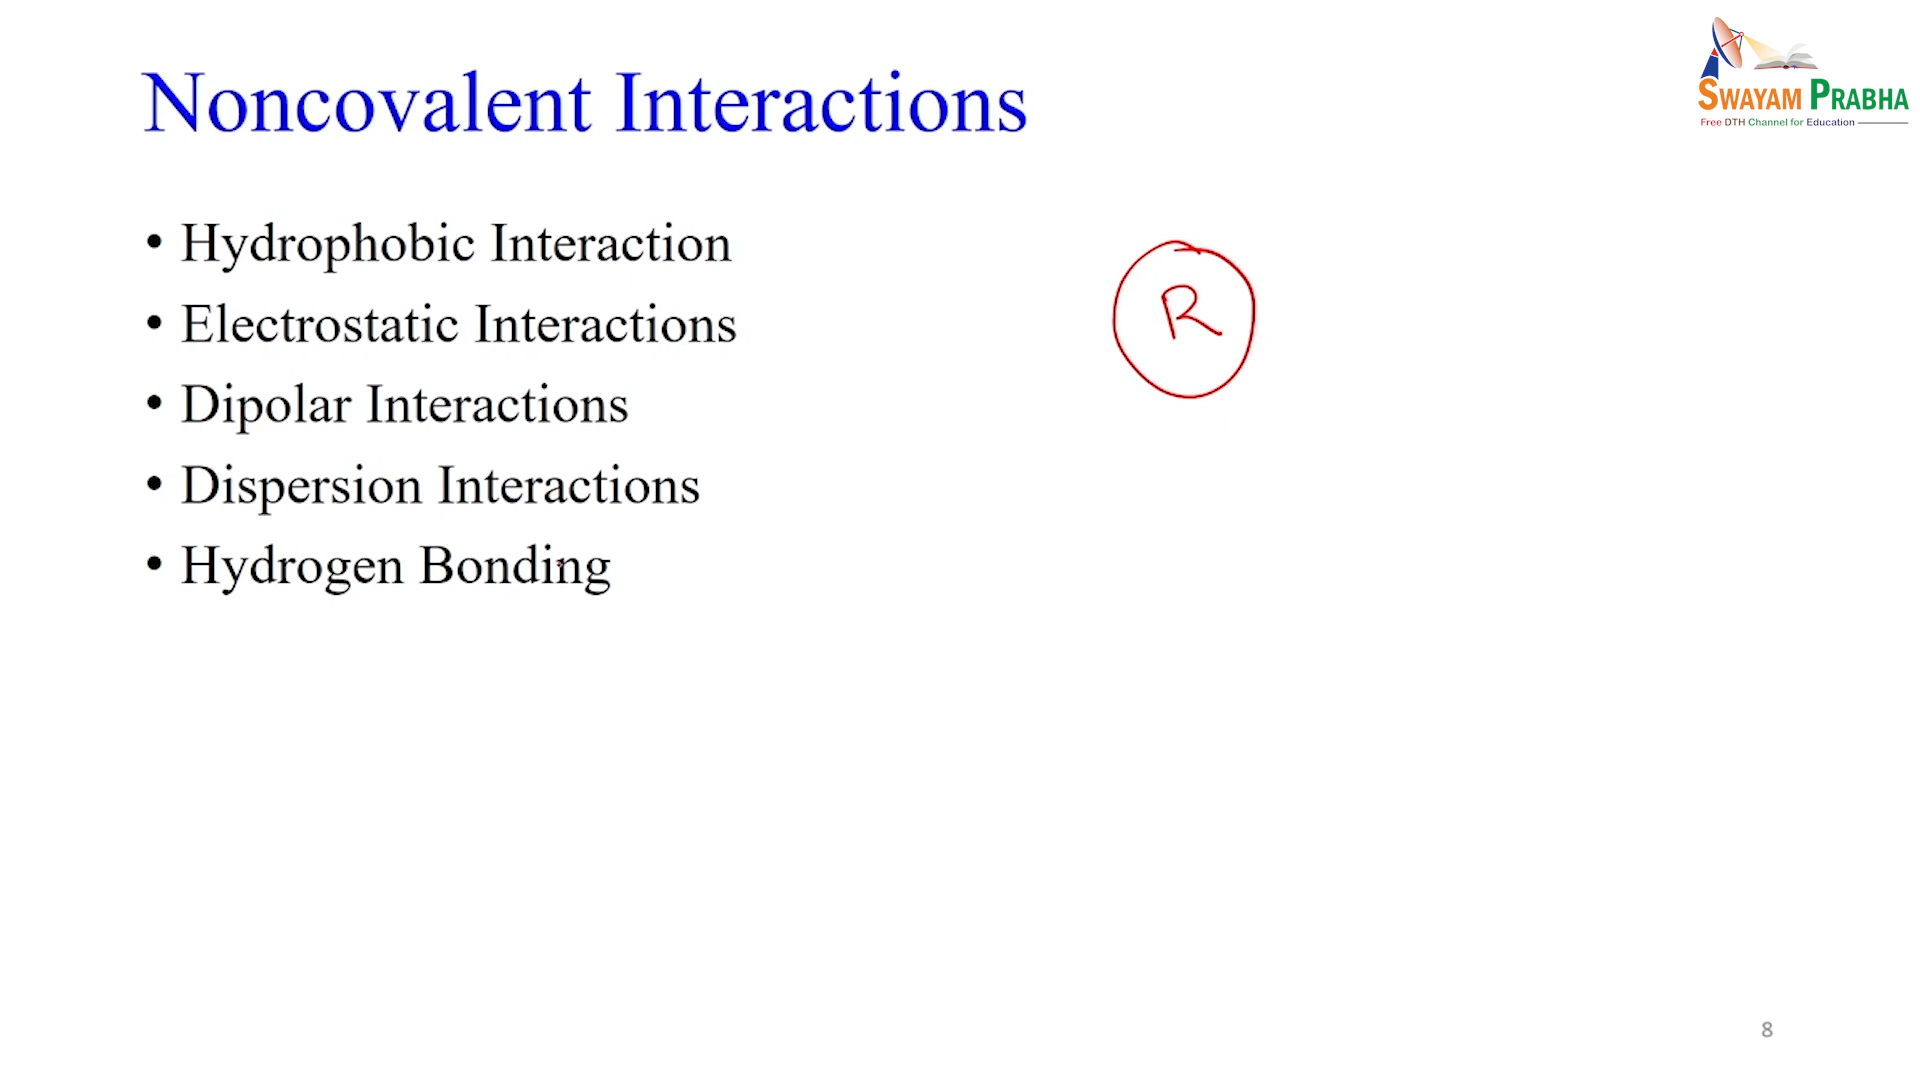 Noncovalent Interactions
SWAYAM PRABHA
Free DTH Channel for Education
• Hydrophobic Interaction
• Electrostatic Interactions
• Dipolar Interactions
• Dispersion Interactions
• Hydrogen Bonding
R
8